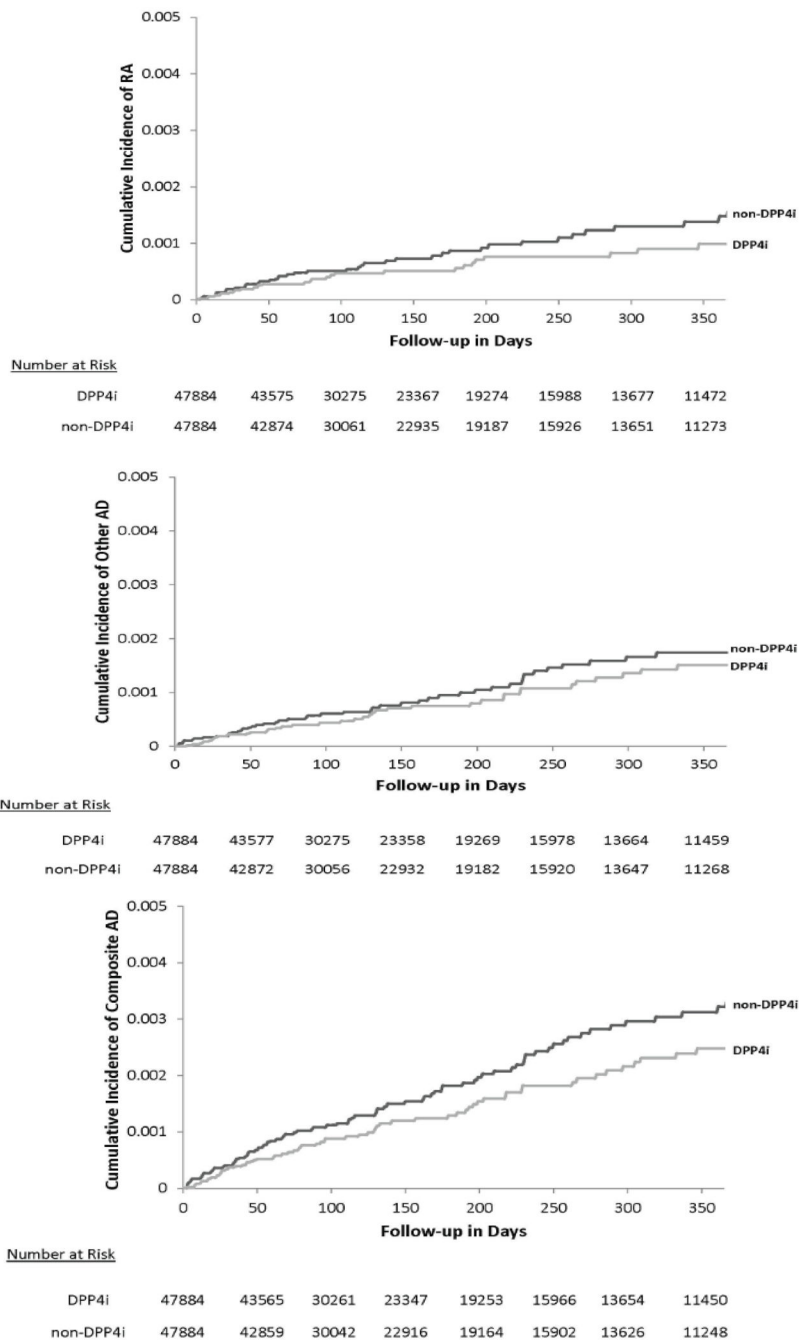 0.005
0.004
0.003
0.002
0.001
0
Cumulative Incidence of RA
non-DPP4i
DPP4i
0 50 100 150 200 250 300 350
Follow-up in Days
Number at Risk
DPP4i 47884 43575 30275 23367 19274 15988 13677 11472
non-DPP4i 47884 42874 30061 22935 19187 15926 13651 11273
0.005
0.004
0.003
0.002
0.001
0
Cumulative Incidence of Other AD
non-DPP4i
DPP4i
0 50 100 150 200 250 300 350
Follow-up in Days
Number at Risk
DPP4i 47884 43577 30275 23358 19269 15978 13664 11459
non-DPP4i 47884 42872 30056 22932 19182 15920 13647 11268
0.005
0.004
0.003
0.002
0.001
0
Cumulative Incidence of Composite AD
non-DPP4i
DPP4i
0 50 100 150 200 250 300 350
Follow-up in Days
Number at Risk
DPP4i 47884 43565 30261 23347 19253 15966 13654 11450
non-DPP4i 47884 42859 30042 22916 19164 15902 13626 11248